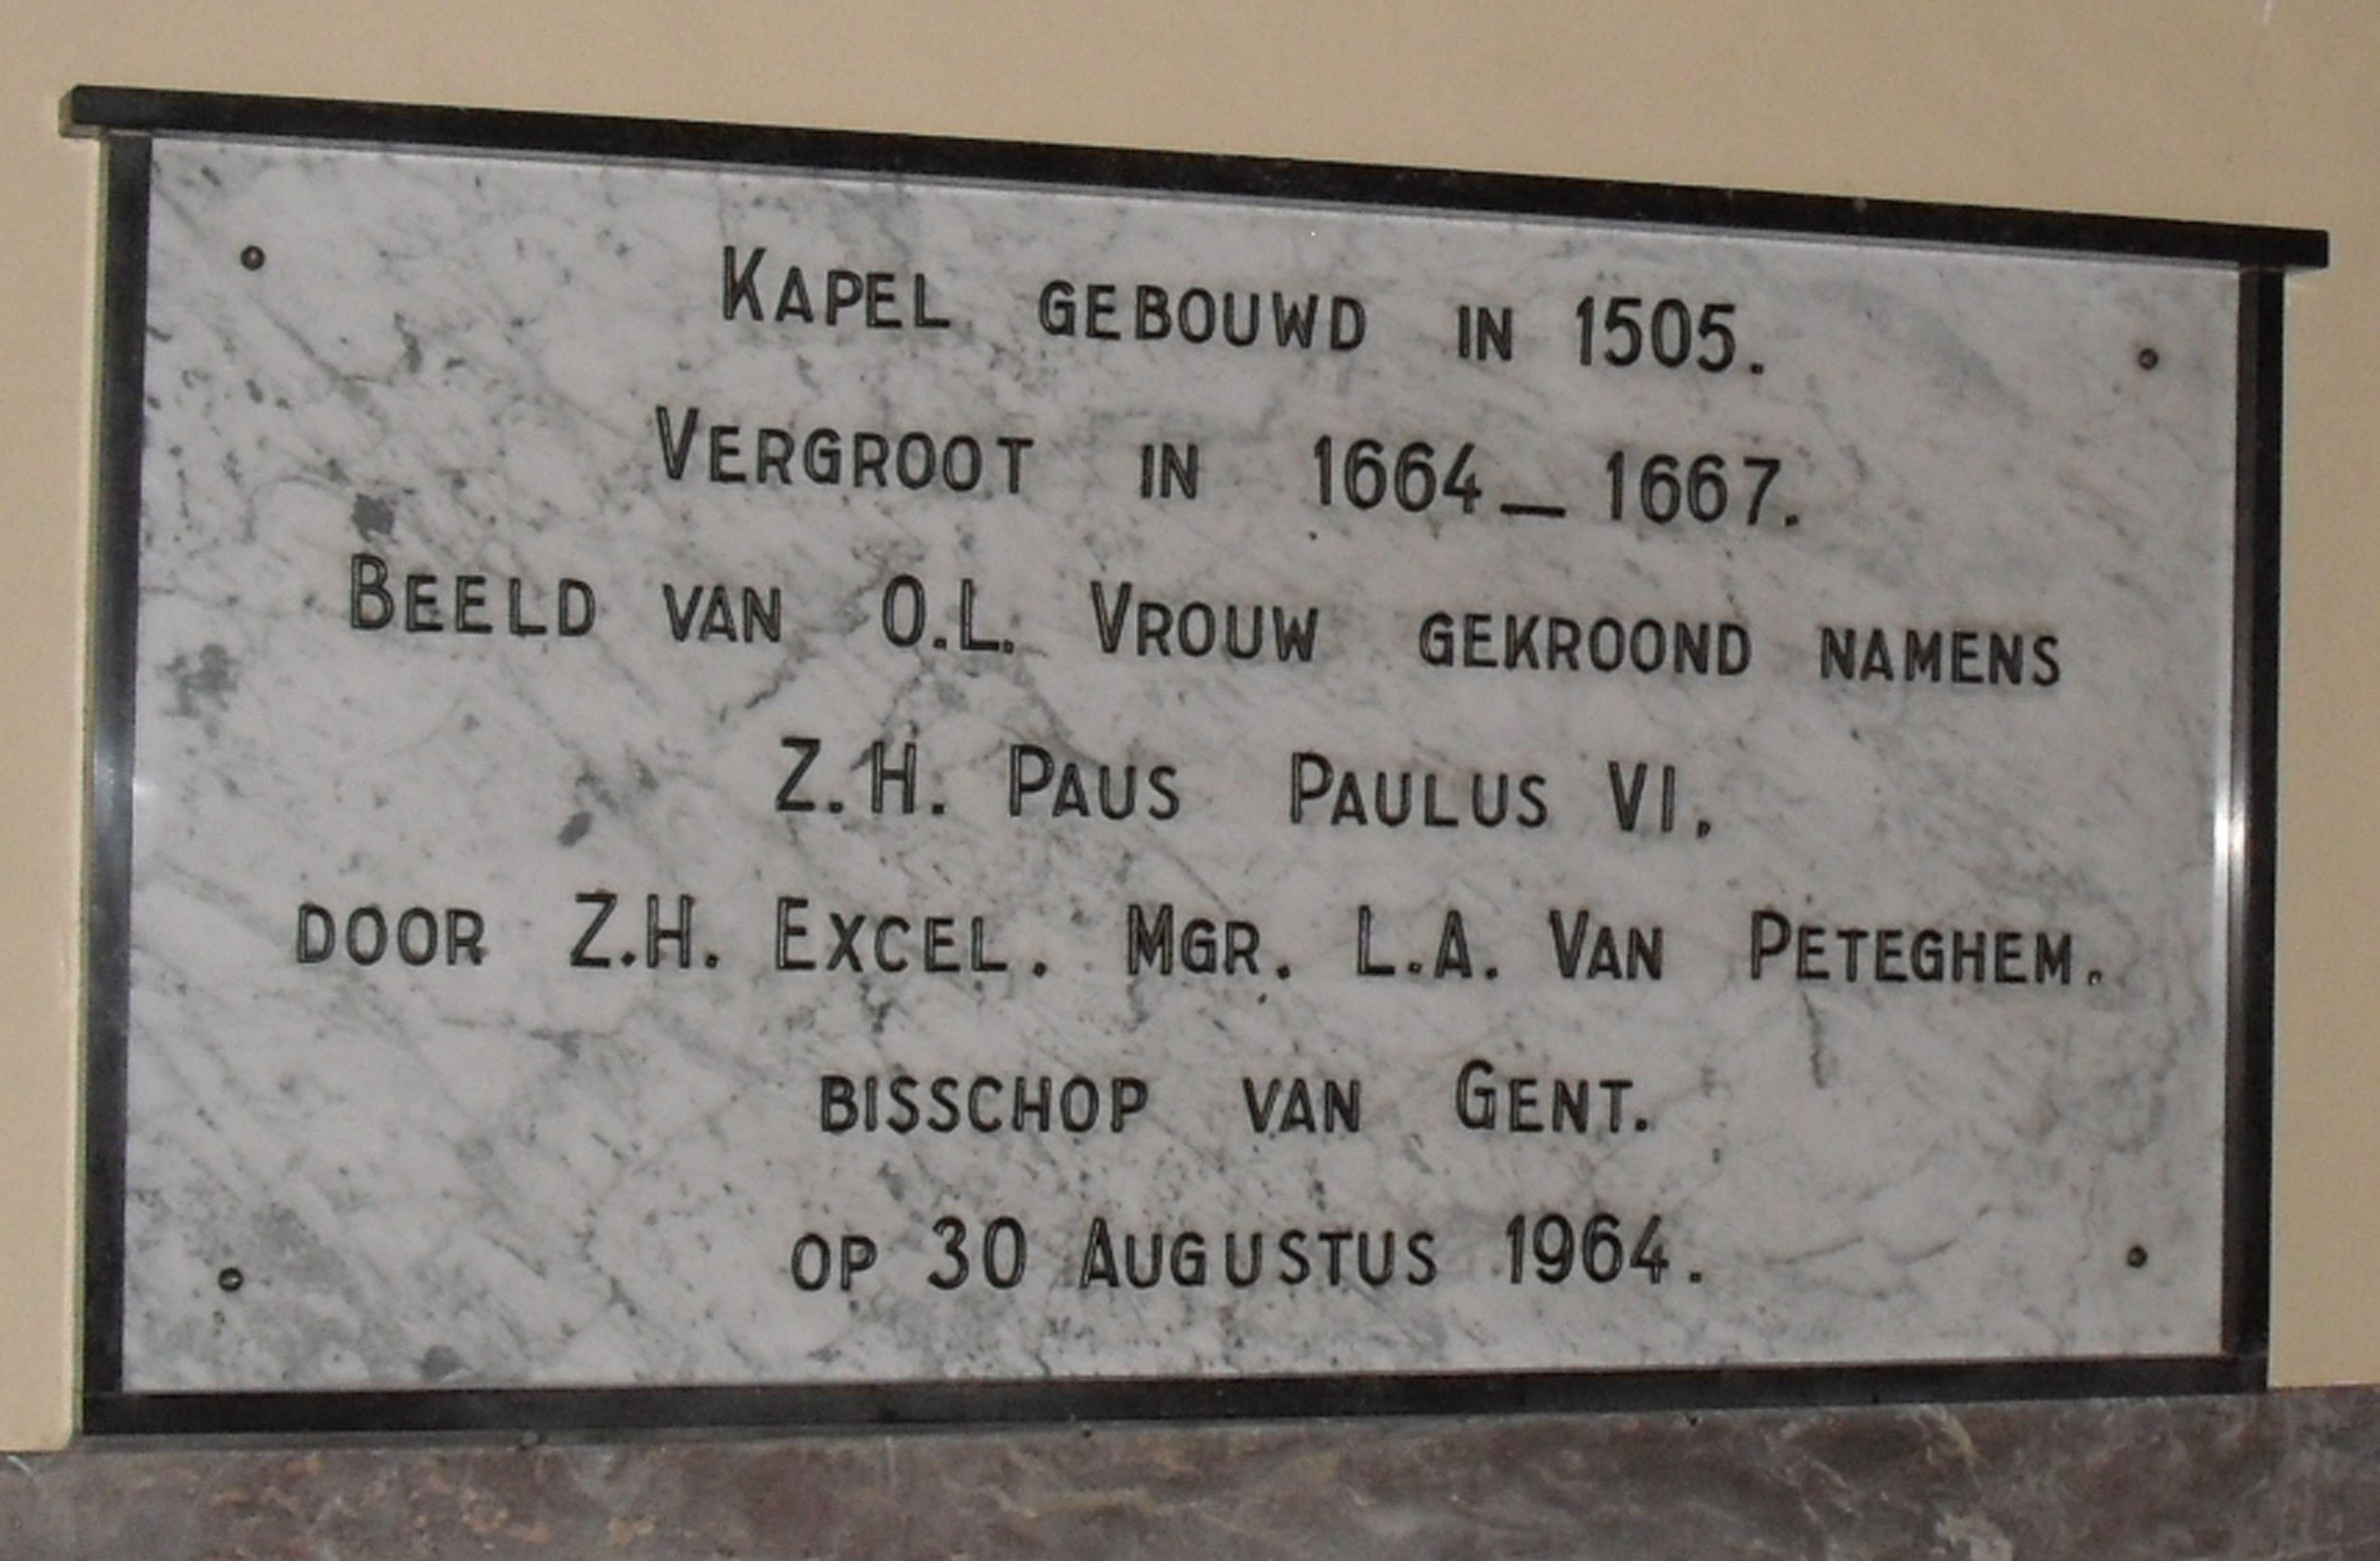 Kapel gebouwd in 1505.
Vergroot in 1664_1667.
Beeld van O.L. Vrouw gekroond namens
Z.H. Paus Paulus VI.
door Z.H. Excel. Mgr. L.A. Van Peteghem.
bisschop van Gent.
op 30 Augustus 1964.